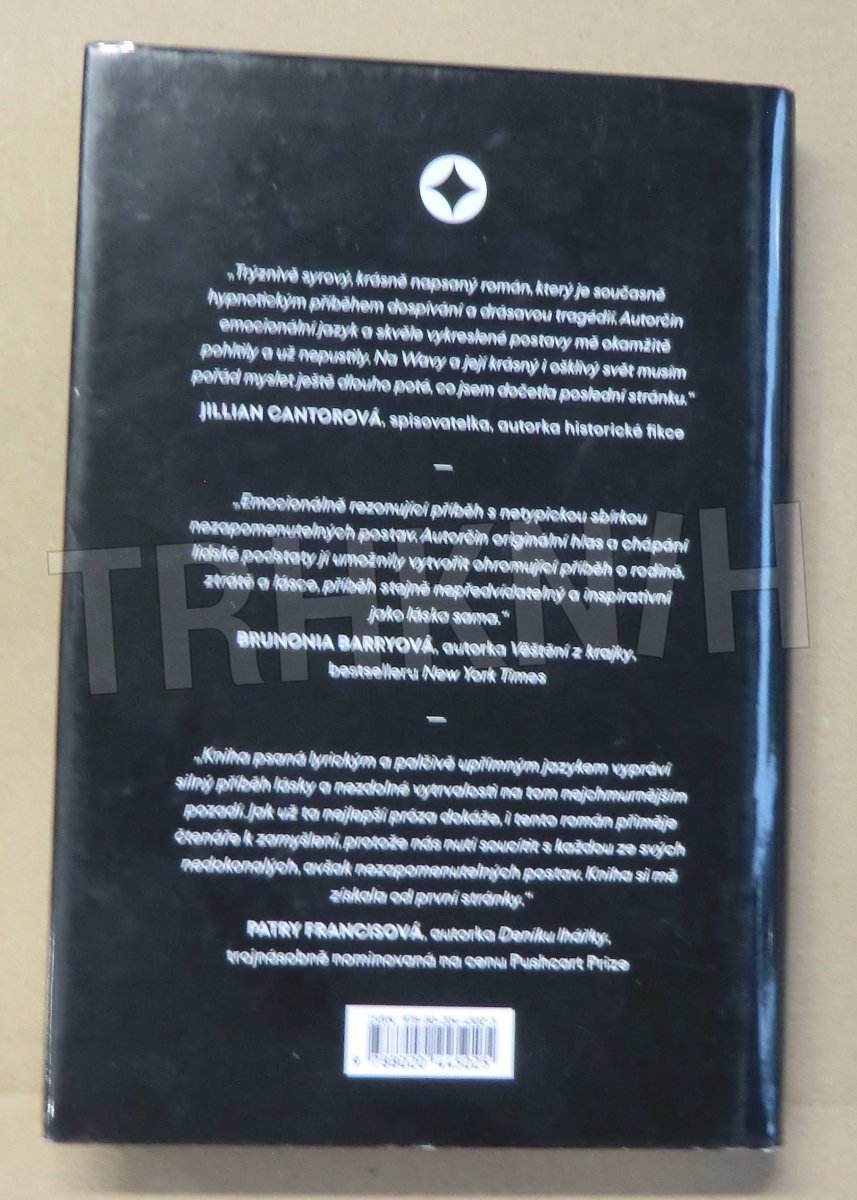 „Trýznivě syrový, krásně napsaný román, který je současně
hypnotickým příběhem dospívání a drásavou tragédií. Autorčin
emocionální jazyk a skvěle vykreslené postavy mě okamžitě
pohltily a už nepustily. Na Wavy a její krásný i ošklivý svět musím
pořád myslet ještě dlouho poté, co jsem dočetla poslední stránku.“
JILLIAN CANTOROVÁ, spisovatelka, autorka historické fikce
—
„Emocionálně rezonující příběh s netypickou sbírkou
nezapomenutelných postav. Autorčin originální hlas a chápání
lidské podstaty jí umožnily vytvořit ohromující příběh o rodině,
ztrátě a lásce, příběh stejně nepředvídatelný a inspirativní
jako láska sama.“
BRUNONIA BARRYOVÁ, autorka Věštění z krajky,
bestselleru New York Times
—
„Kniha psaná lyrickým a palčivě upřímným jazykem vypráví
silný příběh lásky a nezdolné vytrvalosti na tom nejchmurnějším
pozadí. Jak už ta nejlepší próza dokáže, i tento román přiměje
čtenáře k zamyšlení, protože nás nutí soucítit s každou ze svých
nedokonalých, avšak nezapomenutelných postav. Kniha si mě
získala od první stránky.“
PATRY FRANCISOVÁ, autorka Deníku lhářky,
trojnásobně nominovaná na cenu Pushcart Prize
TRHKNIH